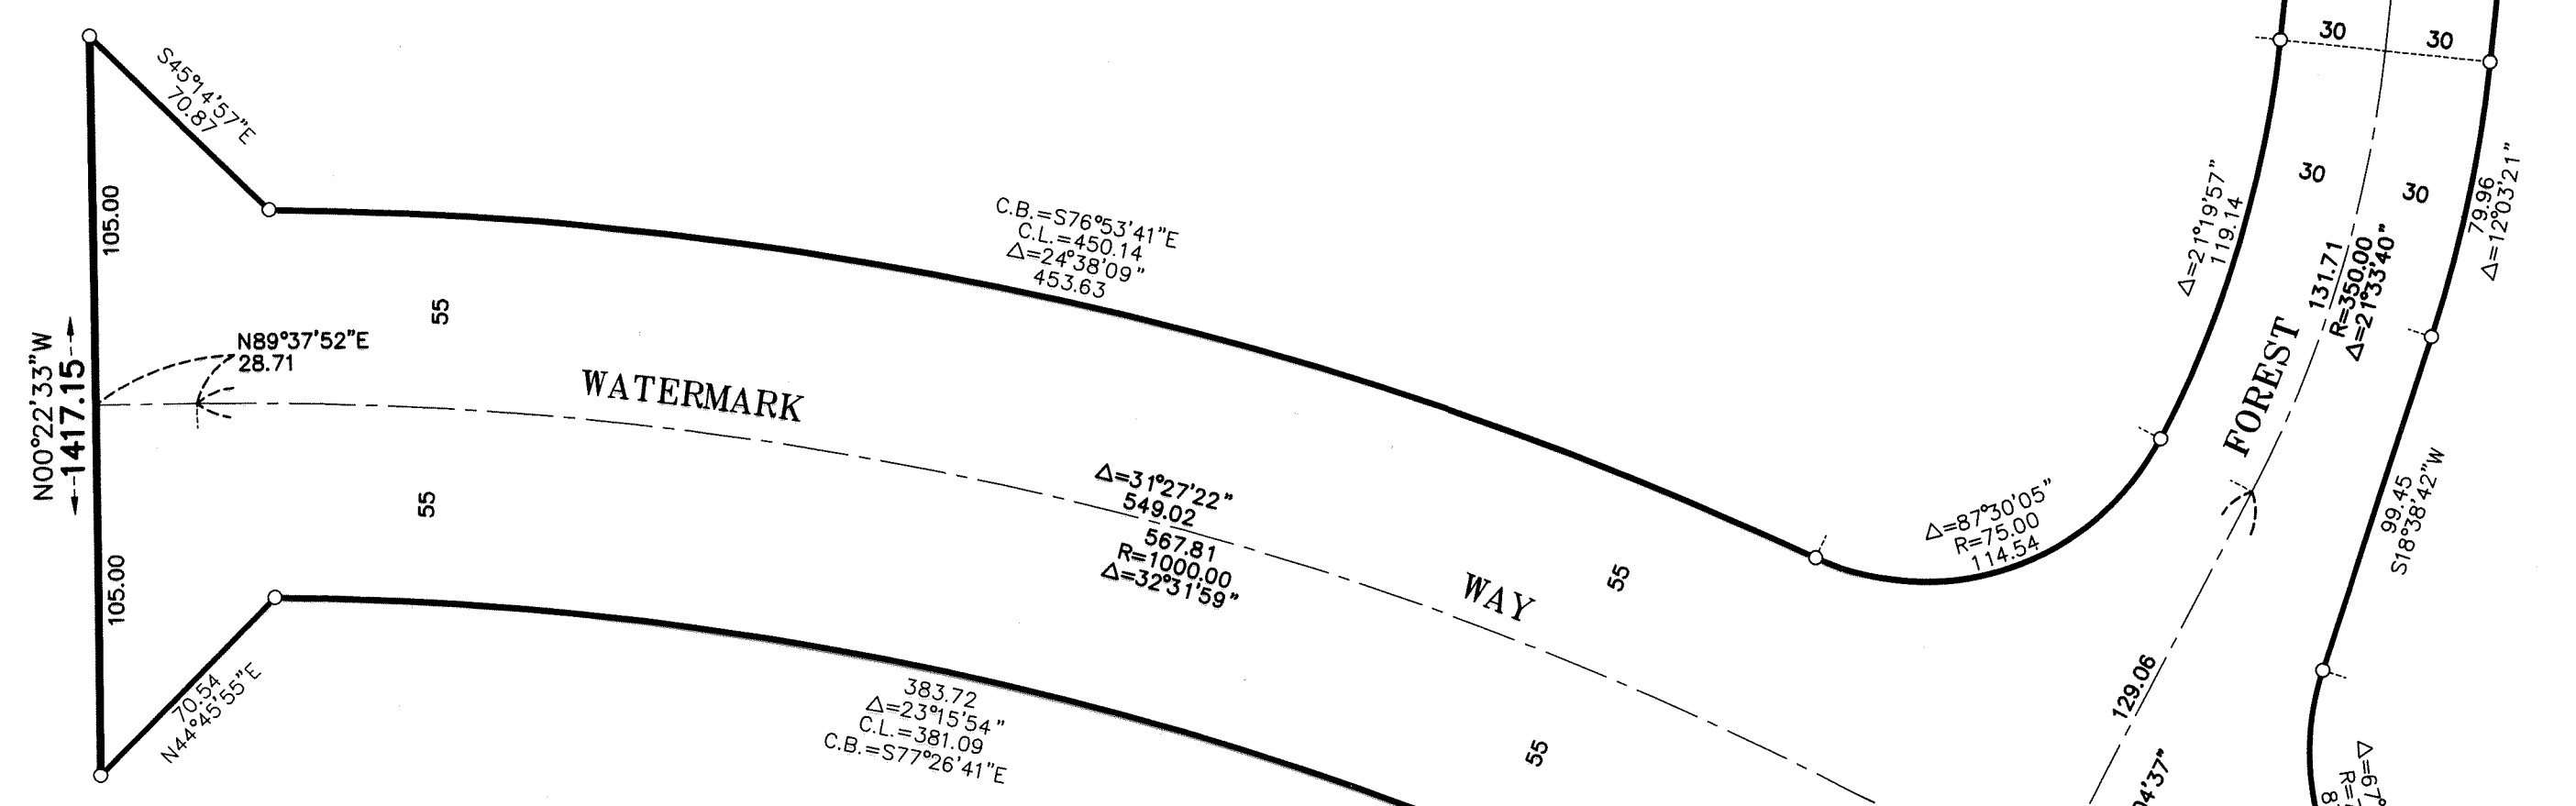 S45°14'57"E
70.87
105.00
N00°22'33"W
1417.15
N89°37'52"E
28.71
105.00
70.54
N44°45'55"E
55
55
WATERMARK
WAY
C.B.=S76°53'41"E
C.L.=450.14
Δ=24°38'09"
453.63
Δ=31°27'22"
549.02
567.81
R=1000.00
Δ=32°31'59"
383.72
Δ=23°15'54"
C.L.=381.09
C.B.=S77°26'41"E
55
55
Δ=87°30'05"
R=75.00
114.54
30
30
30
30
Δ=21°19'57"
119.14
131.71
R=350.00
Δ=21°33'40"
79.96
Δ=12°03'21"
FOREST
99.45
S18°38'42"W
129.06
04'37"
Δ=67°
R=
8